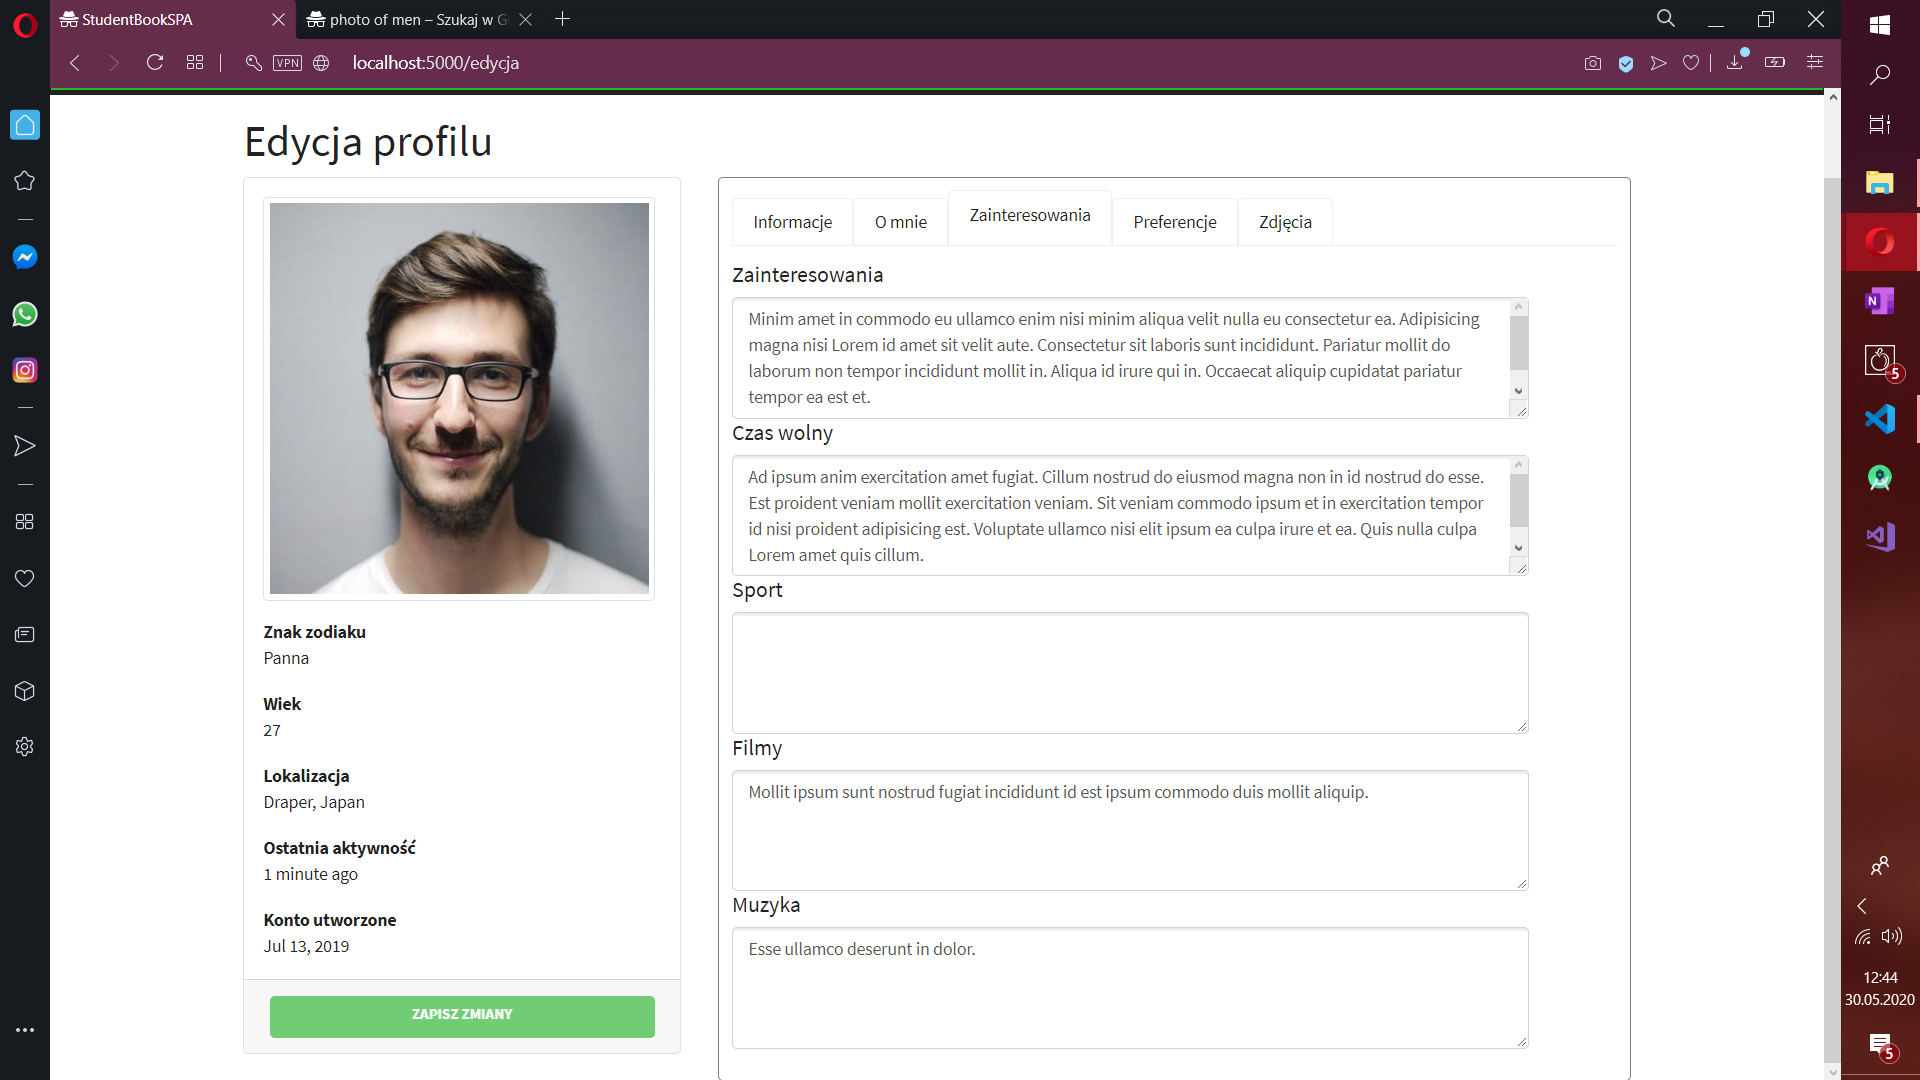 StudentBookSPA
photo of men – Szukaj w G
VPN
localhost:5000/edycja
Edycja profilu
Znak zodiaku
Panna
Wiek
27
Lokalizacja
Draper, Japan
Ostatnia aktywność
1 minute ago
Konto utworzone
Jul 13, 2019
ZAPISZ ZMIANY
Informacje
O mnie
Zainteresowania
Preferencje
Zdjęcia
Zainteresowania
Minim amet in commodo eu ullamco enim nisi minim aliqua velit nulla eu consectetur ea. Adipisicing
magna nisi Lorem id amet sit velit aute. Consectetur sit laboris sunt incididunt. Pariatur mollit do
laborum non tempor incididunt mollit in. Aliqua id irure qui in. Occaecat aliquip cupidatat pariatur
tempor ea est et.
Czas wolny
Ad ipsum anim exercitation amet fugiat. Cillum nostrud do eiusmod magna non in id nostrud do esse.
Est proident veniam mollit exercitation veniam. Sit veniam commodo ipsum et in exercitation tempor
id nisi proident adipisicing est. Voluptate ullamco nisi elit ipsum ea culpa irure et ea. Quis nulla culpa
Lorem amet quis cillum.
Sport
Filmy
Mollit ipsum sunt nostrud fugiat incididunt id est ipsum commodo duis mollit aliquip.
Muzyka
Esse ullamco deserunt in dolor.
N
5
12:44
30.05.2020
5